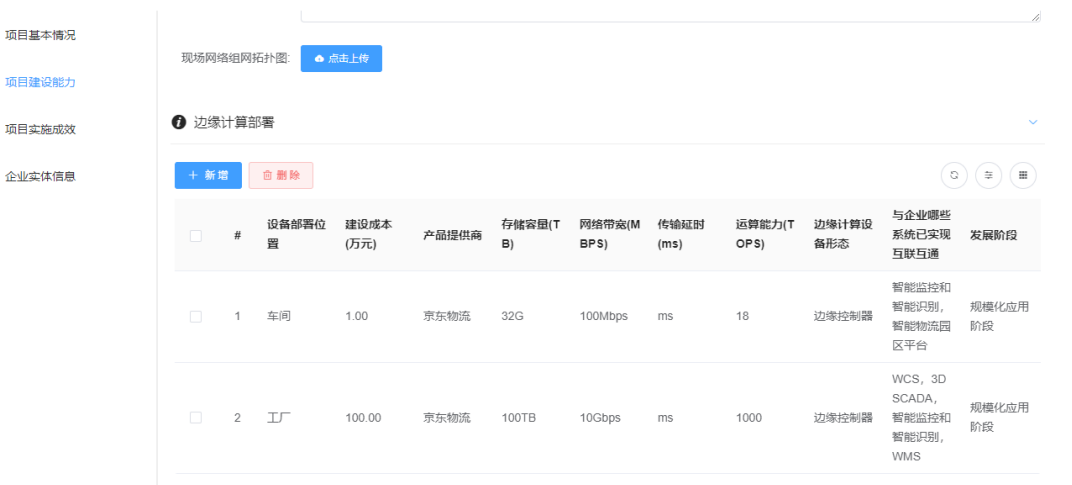 项目基本情况
项目建设能力
项目实施成效
企业实体信息
现场网络组网拓扑图:
点击上传
边缘计算部署
+ 新增
删除
#
设备部署位
置
建设成本
(万元)
产品提供商
存储容量(T
B)
网络带宽(M
BPS)
传输延时
(ms)
运算能力(T
OPS)
边缘计算设
备形态
与企业哪些
系统已实现
互联互通
发展阶段
1
车间
1.00
京东物流
32G
100Mbps
ms
18
边缘控制器
智能监控和
智能识别,
智能物流园
区平台
规模化应用
阶段
2
工厂
100.00
京东物流
100TB
10Gbps
ms
1000
边缘控制器
WCS，3D
SCADA，
智能监控和
智能识别,
WMS
规模化应用
阶段